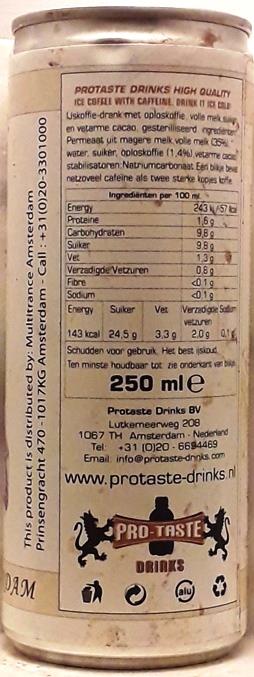 This product is distributed by: Multitrance Amsterdam
Prinsengracht 470 -1017KG Amsterdam - Call : +31(0)20-3301000
DAM
PROTASTE DRINKS HIGH QUALITY
ICE COFFEE WITH CAFFEINE. DRINK IT ICE COLD
IJskoffie-drank met oploskoffie, volle melk, suiker
en vetarme cacao, gesteriliseerd. ingredienten:
Permeaat uit magere melk, volle melk (35%),
water, suiker, oploskoffie (1,4%), vetarme cacao,
stabilisatoren:Natriumcarbonaat. Een blikje bevat
netzoveel cafeïne als twee sterke kopjes koffie.
Ingredienten per 100 ml
Energy 243 kj/57 kcal
Proteine 1,6 g
Carbohydraten 9,8 g
Suiker 9,8 g
Vet 1,3 g
Verzadigde Vetzuren 0,8 g
Fibre <0.1 g
Sodium <0.1 g
Energy Suiker Vet Verzadigde Sodium
vetzuren
143 kcal 24,5 g 3,3 g 2,0 g 0,1 g
Schudden voor gebruik. Het best ijskoud.
Ten minste houdbaar tot: zie onderkant van blikje
250 ml e
Protaste Drinks BV
Lutkemeerweg 208
1067 TH Amsterdam - Nederland
Tel: +31 (0)20 - 6694469
Email: info@protaste-drinks.com
www.protaste-drinks.nl
PRO-TASTE
DRINKS
alu